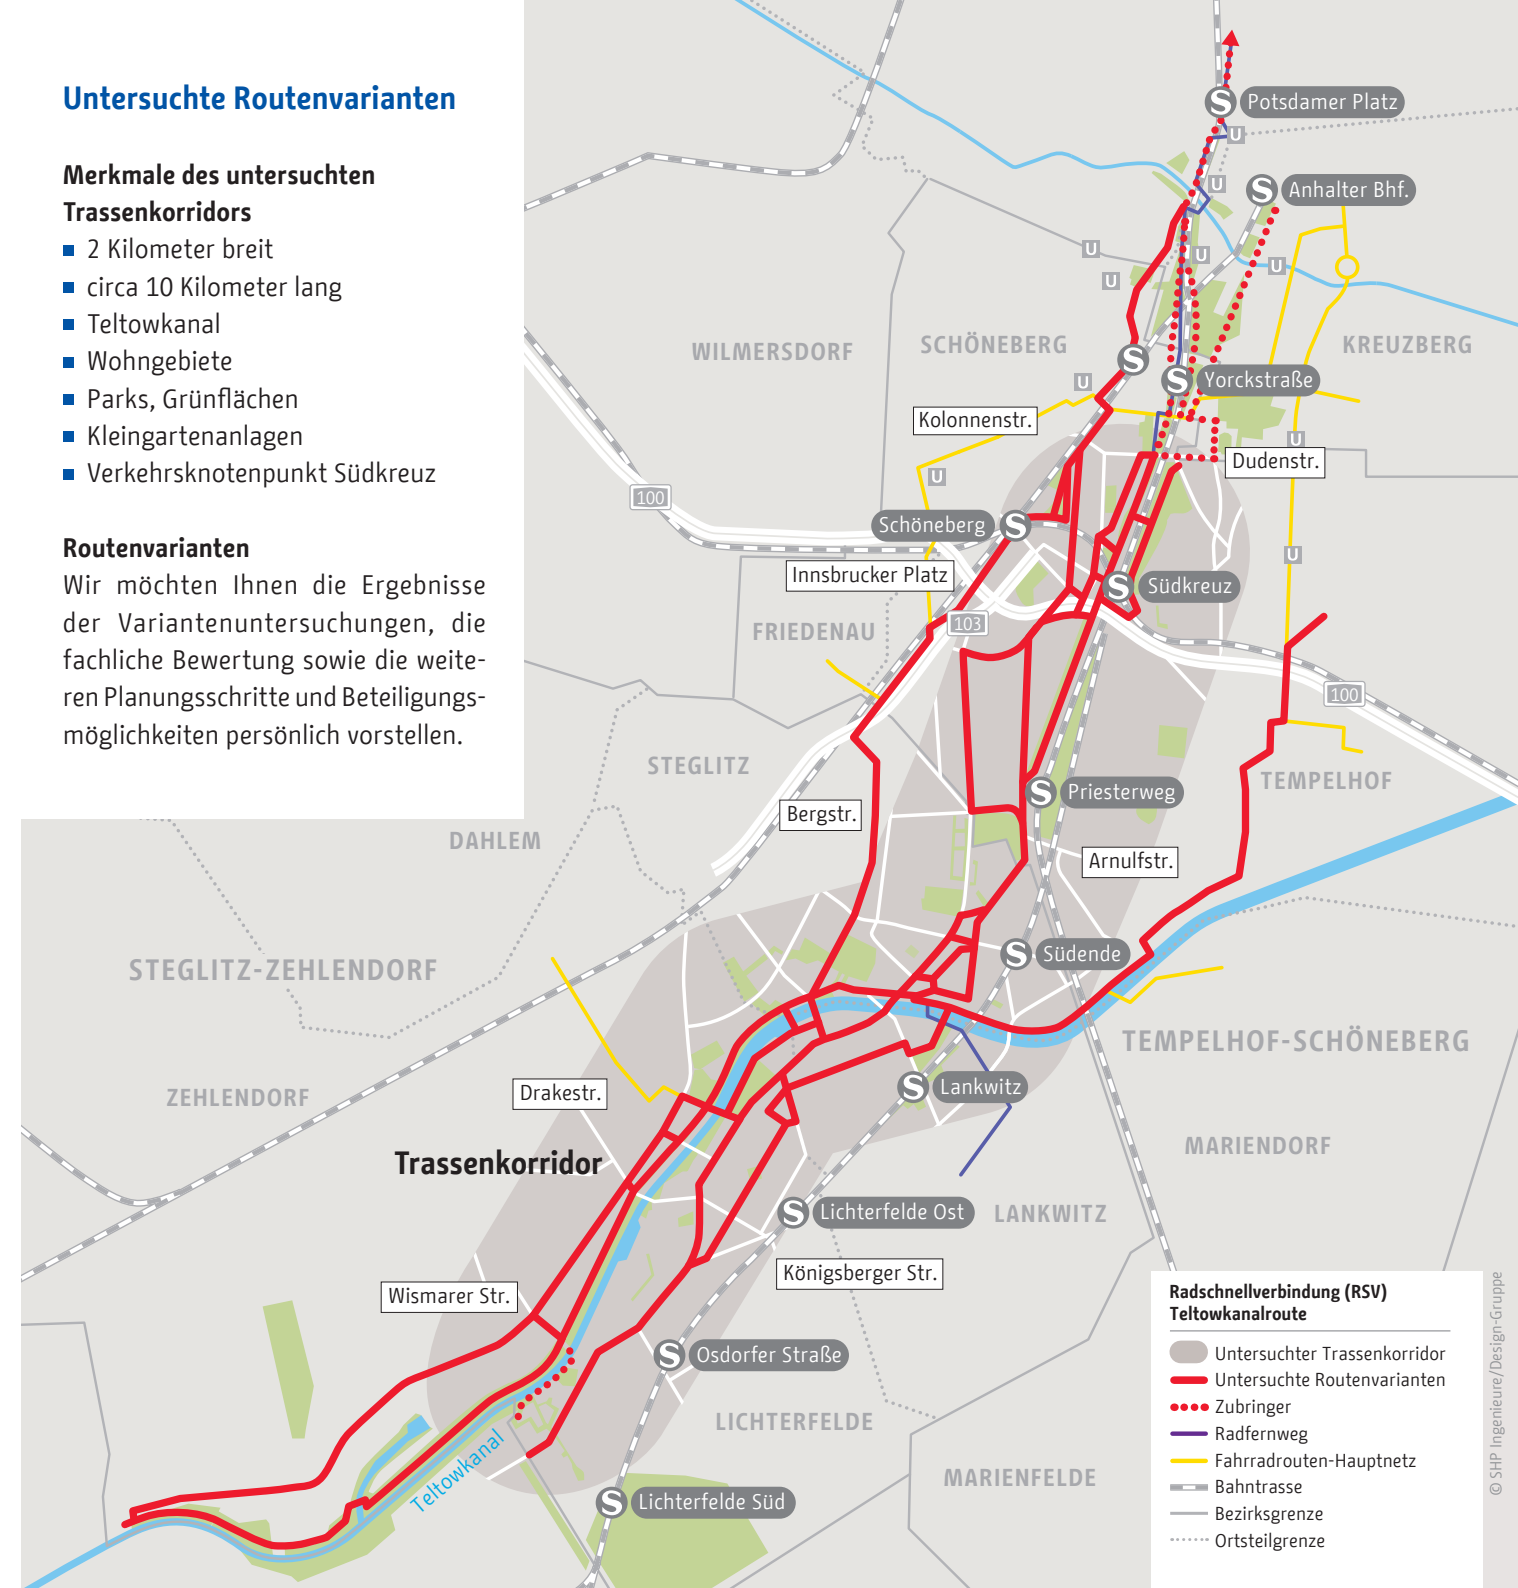 Untersuchte Routenvarianten
Merkmale des untersuchten
Trassenkorridors
2 Kilometer breit
circa 10 Kilometer lang
Teltowkanal
Wohngebiete
Parks, Grünflächen
Kleingartenanlagen
Verkehrsknotenpunkt Südkreuz
Routenvarianten
Wir möchten Ihnen die Ergebnisse
der Variantenuntersuchungen, die
fachliche Bewertung sowie die weite-
ren Planungsschritte und Beteiligungs-
möglichkeiten persönlich vorstellen.
S Potsdamer Platz
U
U
S Anhalter Bhf.
U
U
U
U
WILMERSDORF
SCHÖNEBERG
KREUZBERG
S
U
S Yorckstraße
Kolonnenstr.
U
Dudenstr.
U
100
Schöneberg S
U
Innsbrucker Platz
S Südkreuz
103
FRIEDENAU
100
STEGLITZ
TEMPELHOF
S Priesterweg
Bergstr.
DAHLEM
Arnulfstr.
S Südende
STEGLITZ-ZEHLENDORF
TEMPELHOF-SCHÖNEBERG
ZEHLENDORF
Drakestr.
S Lankwitz
MARIENDORF
Trassenkorridor
S Lichterfelde Ost
LANKWITZ
Königsberger Str.
Wismarer Str.
S Osdorfer Straße
LICHTERFELDE
Teltowkanal
MARIENFELDE
S Lichterfelde Süd
Radschnellverbindung (RSV)
Teltowkanalroute
Untersuchter Trassenkorridor
Untersuchte Routenvarianten
Zubringer
Radfernweg
Fahrradrouten-Hauptnetz
Bahntrasse
Bezirksgrenze
Ortsteilgrenze
© SHP Ingenieure/Design-Gruppe